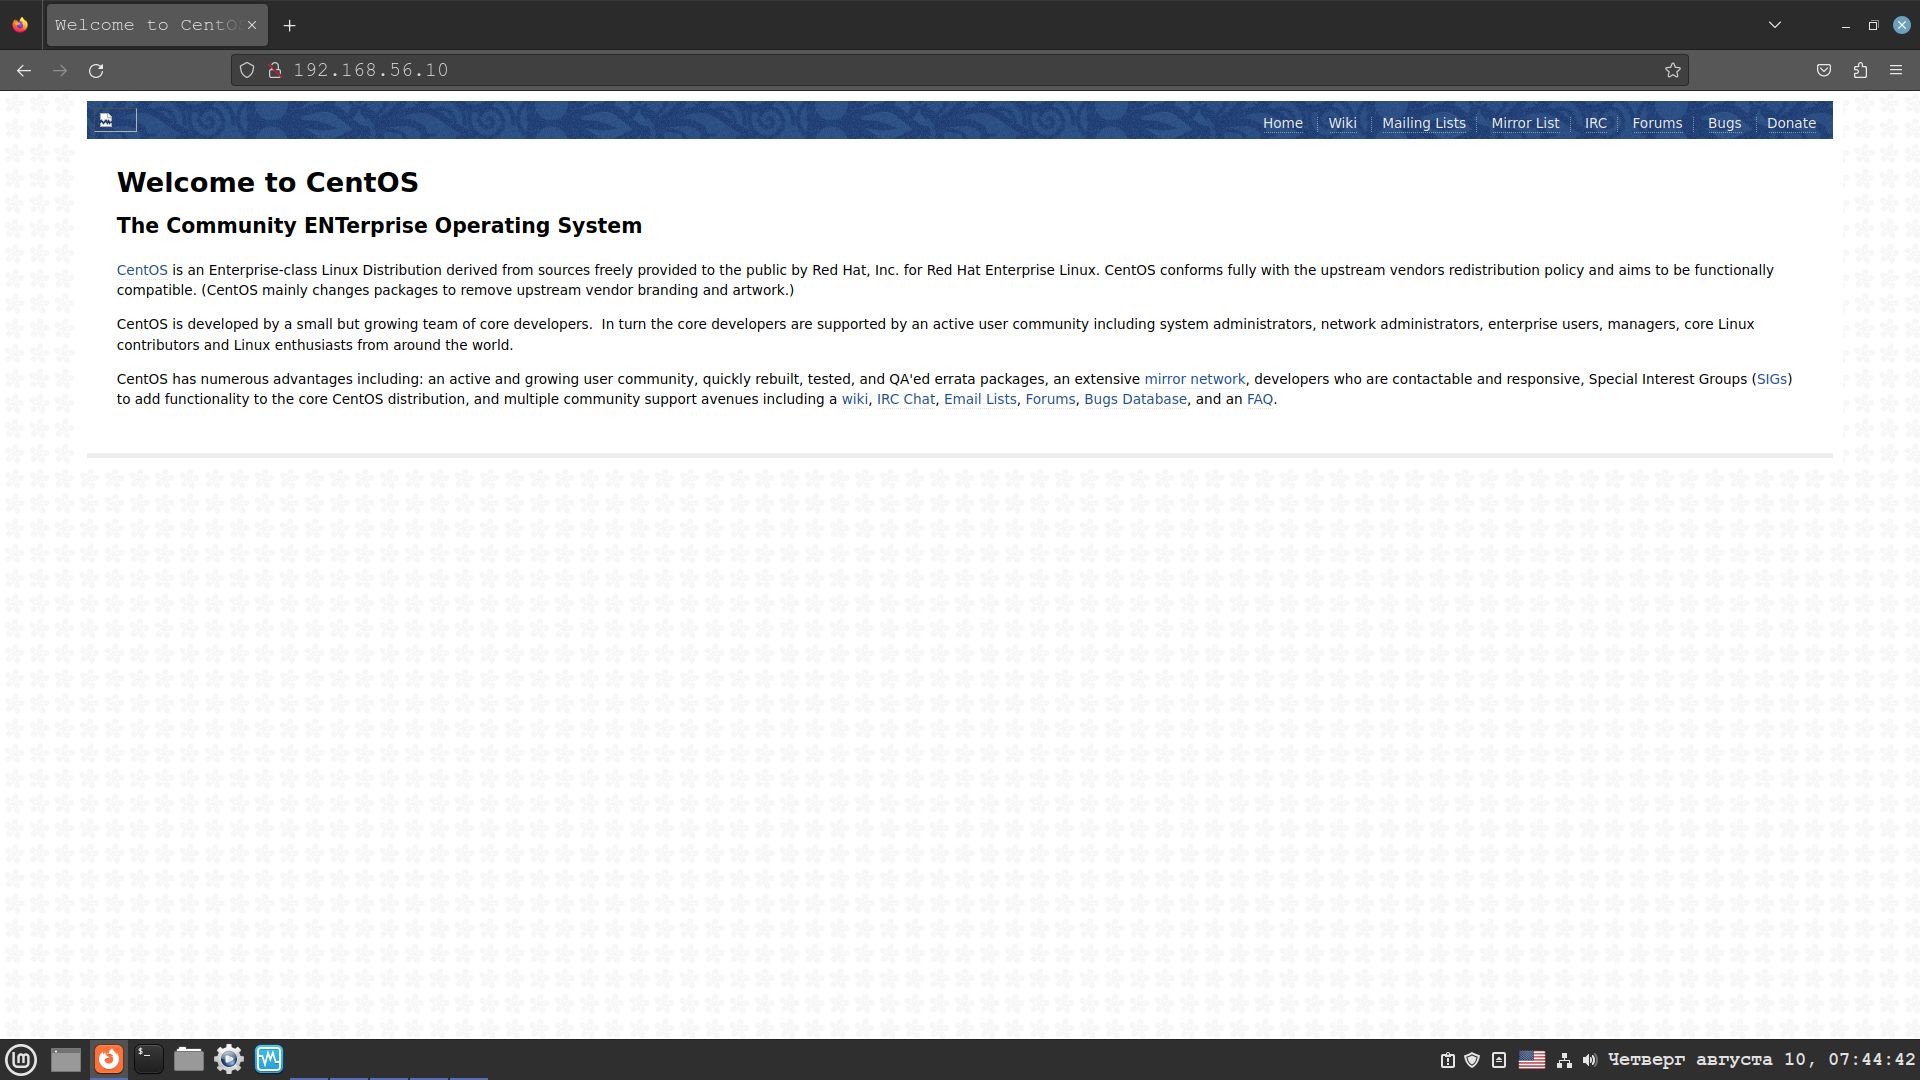 Welcome to CentOS
192.168.56.10
Home Wiki Mailing Lists Mirror List IRC Forums Bugs Donate
Welcome to CentOS
The Community ENTerprise Operating System
CentOS is an Enterprise-class Linux Distribution derived from sources freely provided to the public by Red Hat, Inc. for Red Hat Enterprise Linux. CentOS conforms fully with the upstream vendors redistribution policy and aims to be functionally
compatible. (CentOS mainly changes packages to remove upstream vendor branding and artwork.)
CentOS is developed by a small but growing team of core developers.  In turn the core developers are supported by an active user community including system administrators, network administrators, enterprise users, managers, core Linux
contributors and Linux enthusiasts from around the world.
CentOS has numerous advantages including: an active and growing user community, quickly rebuilt, tested, and QA'ed errata packages, an extensive mirror network, developers who are contactable and responsive, Special Interest Groups (SIGs)
to add functionality to the core CentOS distribution, and multiple community support avenues including a wiki, IRC Chat, Email Lists, Forums, Bugs Database, and an FAQ.
Четверг августа 10, 07:44:42